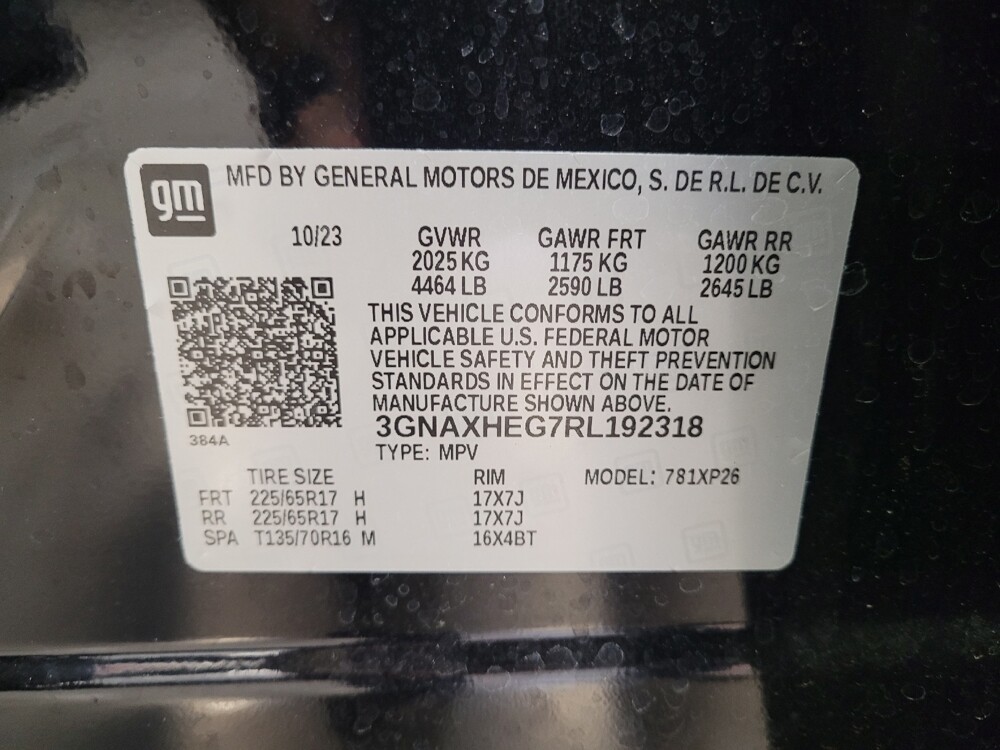 gm MFD BY GENERAL MOTORS DE MEXICO, S. DE R.L. DE C.V.
10/23 GVWR GAWR FRT GAWR RR
2025 KG 1175 KG 1200 KG
4464 LB 2590 LB 2645 LB
THIS VEHICLE CONFORMS TO ALL
APPLICABLE U.S. FEDERAL MOTOR
VEHICLE SAFETY AND THEFT PREVENTION
STANDARDS IN EFFECT ON THE DATE OF
MANUFACTURE SHOWN ABOVE.
3GNAXHEG7RL192318
384A
TYPE: MPV
TIRE SIZE RIM MODEL: 781XP26
FRT 225/65R17 H 17X7J
RR 225/65R17 H 17X7J
SPA T135/70R16 M 16X4BT